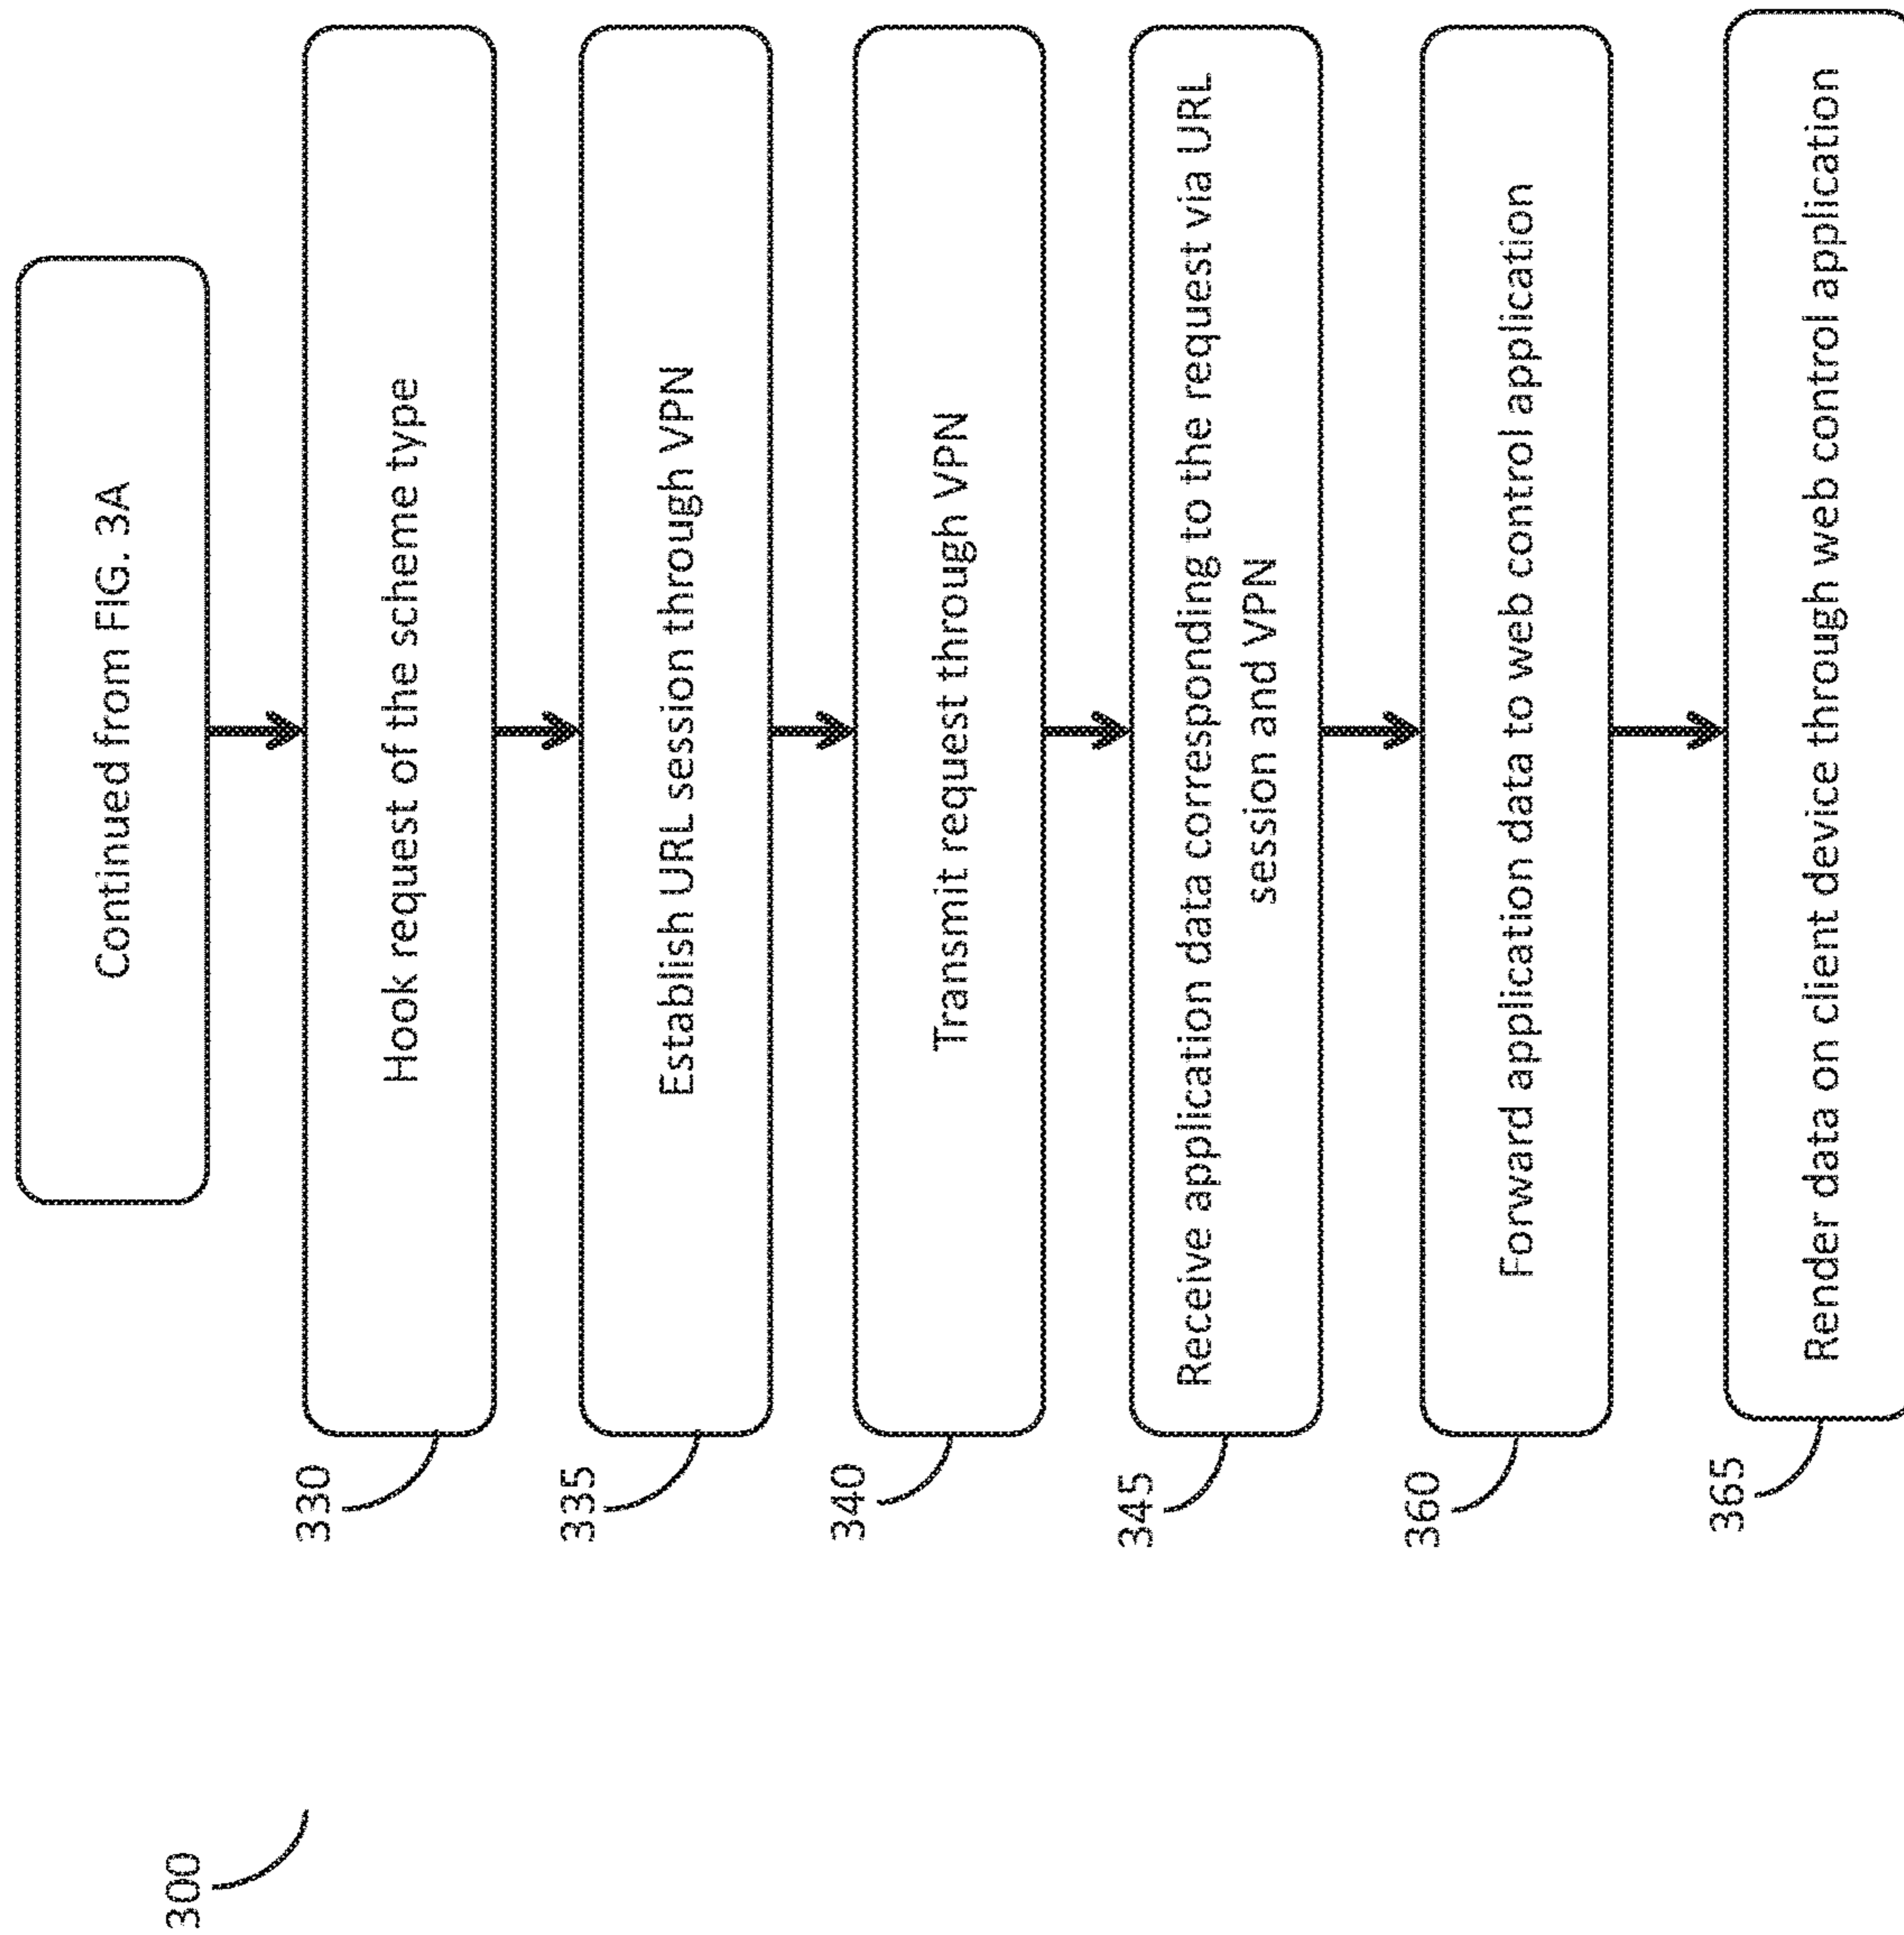 300
Continued from FIG. 3A
330
Hook request of the scheme type
335
Establish URL session through VPN
340
Transmit request through VPN
345
Receive application data corresponding to the request via URL
session and VPN
360
Forward application data to web control application
365
Render data on client device through web control application